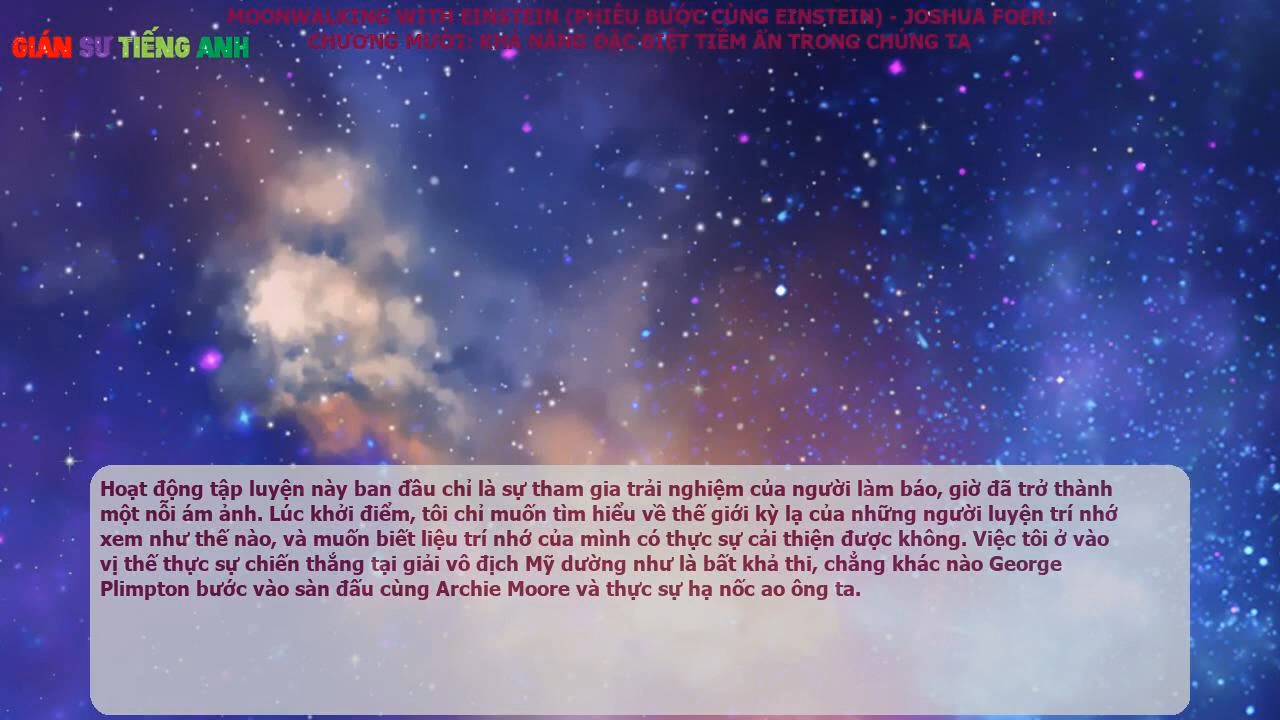 MOONWALKING WITH EINSTEIN (PHIÊU BƯỚC CÙNG EINSTEIN) - JOSHUA FOER:
CHƯƠNG MƯỜI: KHẢ NĂNG ĐẶC BIỆT TIỀM ẨN TRONG CHÚNG TA
GIÁN SƯ TIẾNG ANH
Hoạt động tập luyện này ban đầu chỉ là sự tham gia trải nghiệm của người làm báo, giờ đã trở thành
một nỗi ám ảnh. Lúc khởi điểm, tôi chỉ muốn tìm hiểu về thế giới kỳ lạ của những người luyện trí nhớ
xem như thế nào, và muốn biết liệu trí nhớ của mình có thực sự cải thiện được không. Việc tôi ở vào
vị thế thực sự chiến thắng tại giải vô địch Mỹ dường như là bất khả thi, chẳng khác nào George
Plimpton bước vào sàn đấu cùng Archie Moore và thực sự hạ nốc ao ông ta.